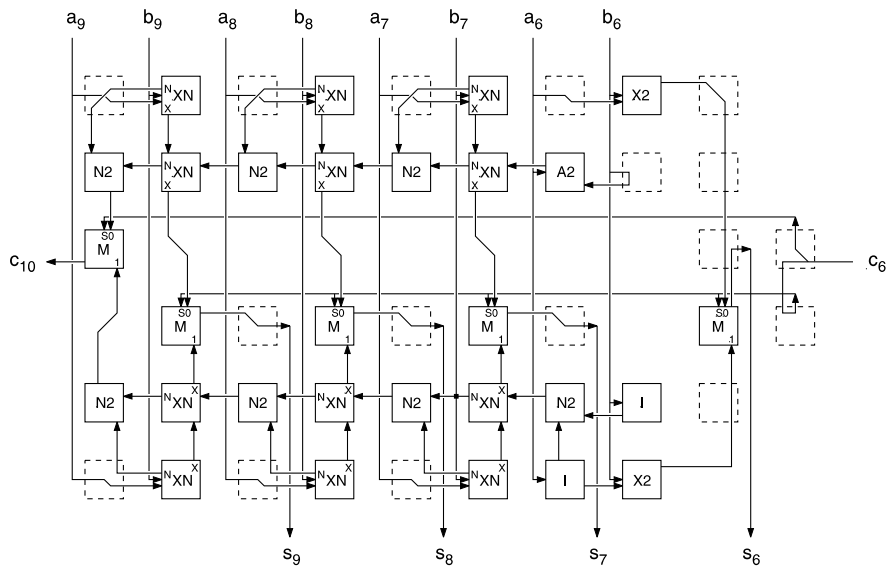 a9 b9 a8 b8 a7 b7 a6 b6
N XN X N XN X N XN X X2
N2 N XN X N2 N XN X N2 N XN X A2
S0 M 1
c10 c6
S0 M 1 S0 M 1 S0 M 1 S0 M 1
N2 N XN X N2 N XN X N2 N XN X N2 I
N XN X N XN X N XN X I X2
s9 s8 s7 s6